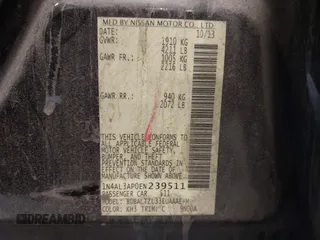 MFD BY NISSAN MOTOR CO., LTD.
DATE: 10/13
GVWR: 1910 KG
4211 LB
GAWR FR.: 1005 KG
2216 LB
GAWR RR.: 940 KG
2072 LB
THIS VEHICLE CONFORMS TO
ALL APPLICABLE FEDERAL
MOTOR VEHICLE SAFETY,
BUMPER, AND THEFT
PREVENTION STANDARDS
IN EFFECT ON THE DATE OF
MANUFACTURE SHOWN ABOVE.
1N4AL3AP0EN239511
PASSENGER CAR
MODEL:
COLOR: KH3 TRIM: G